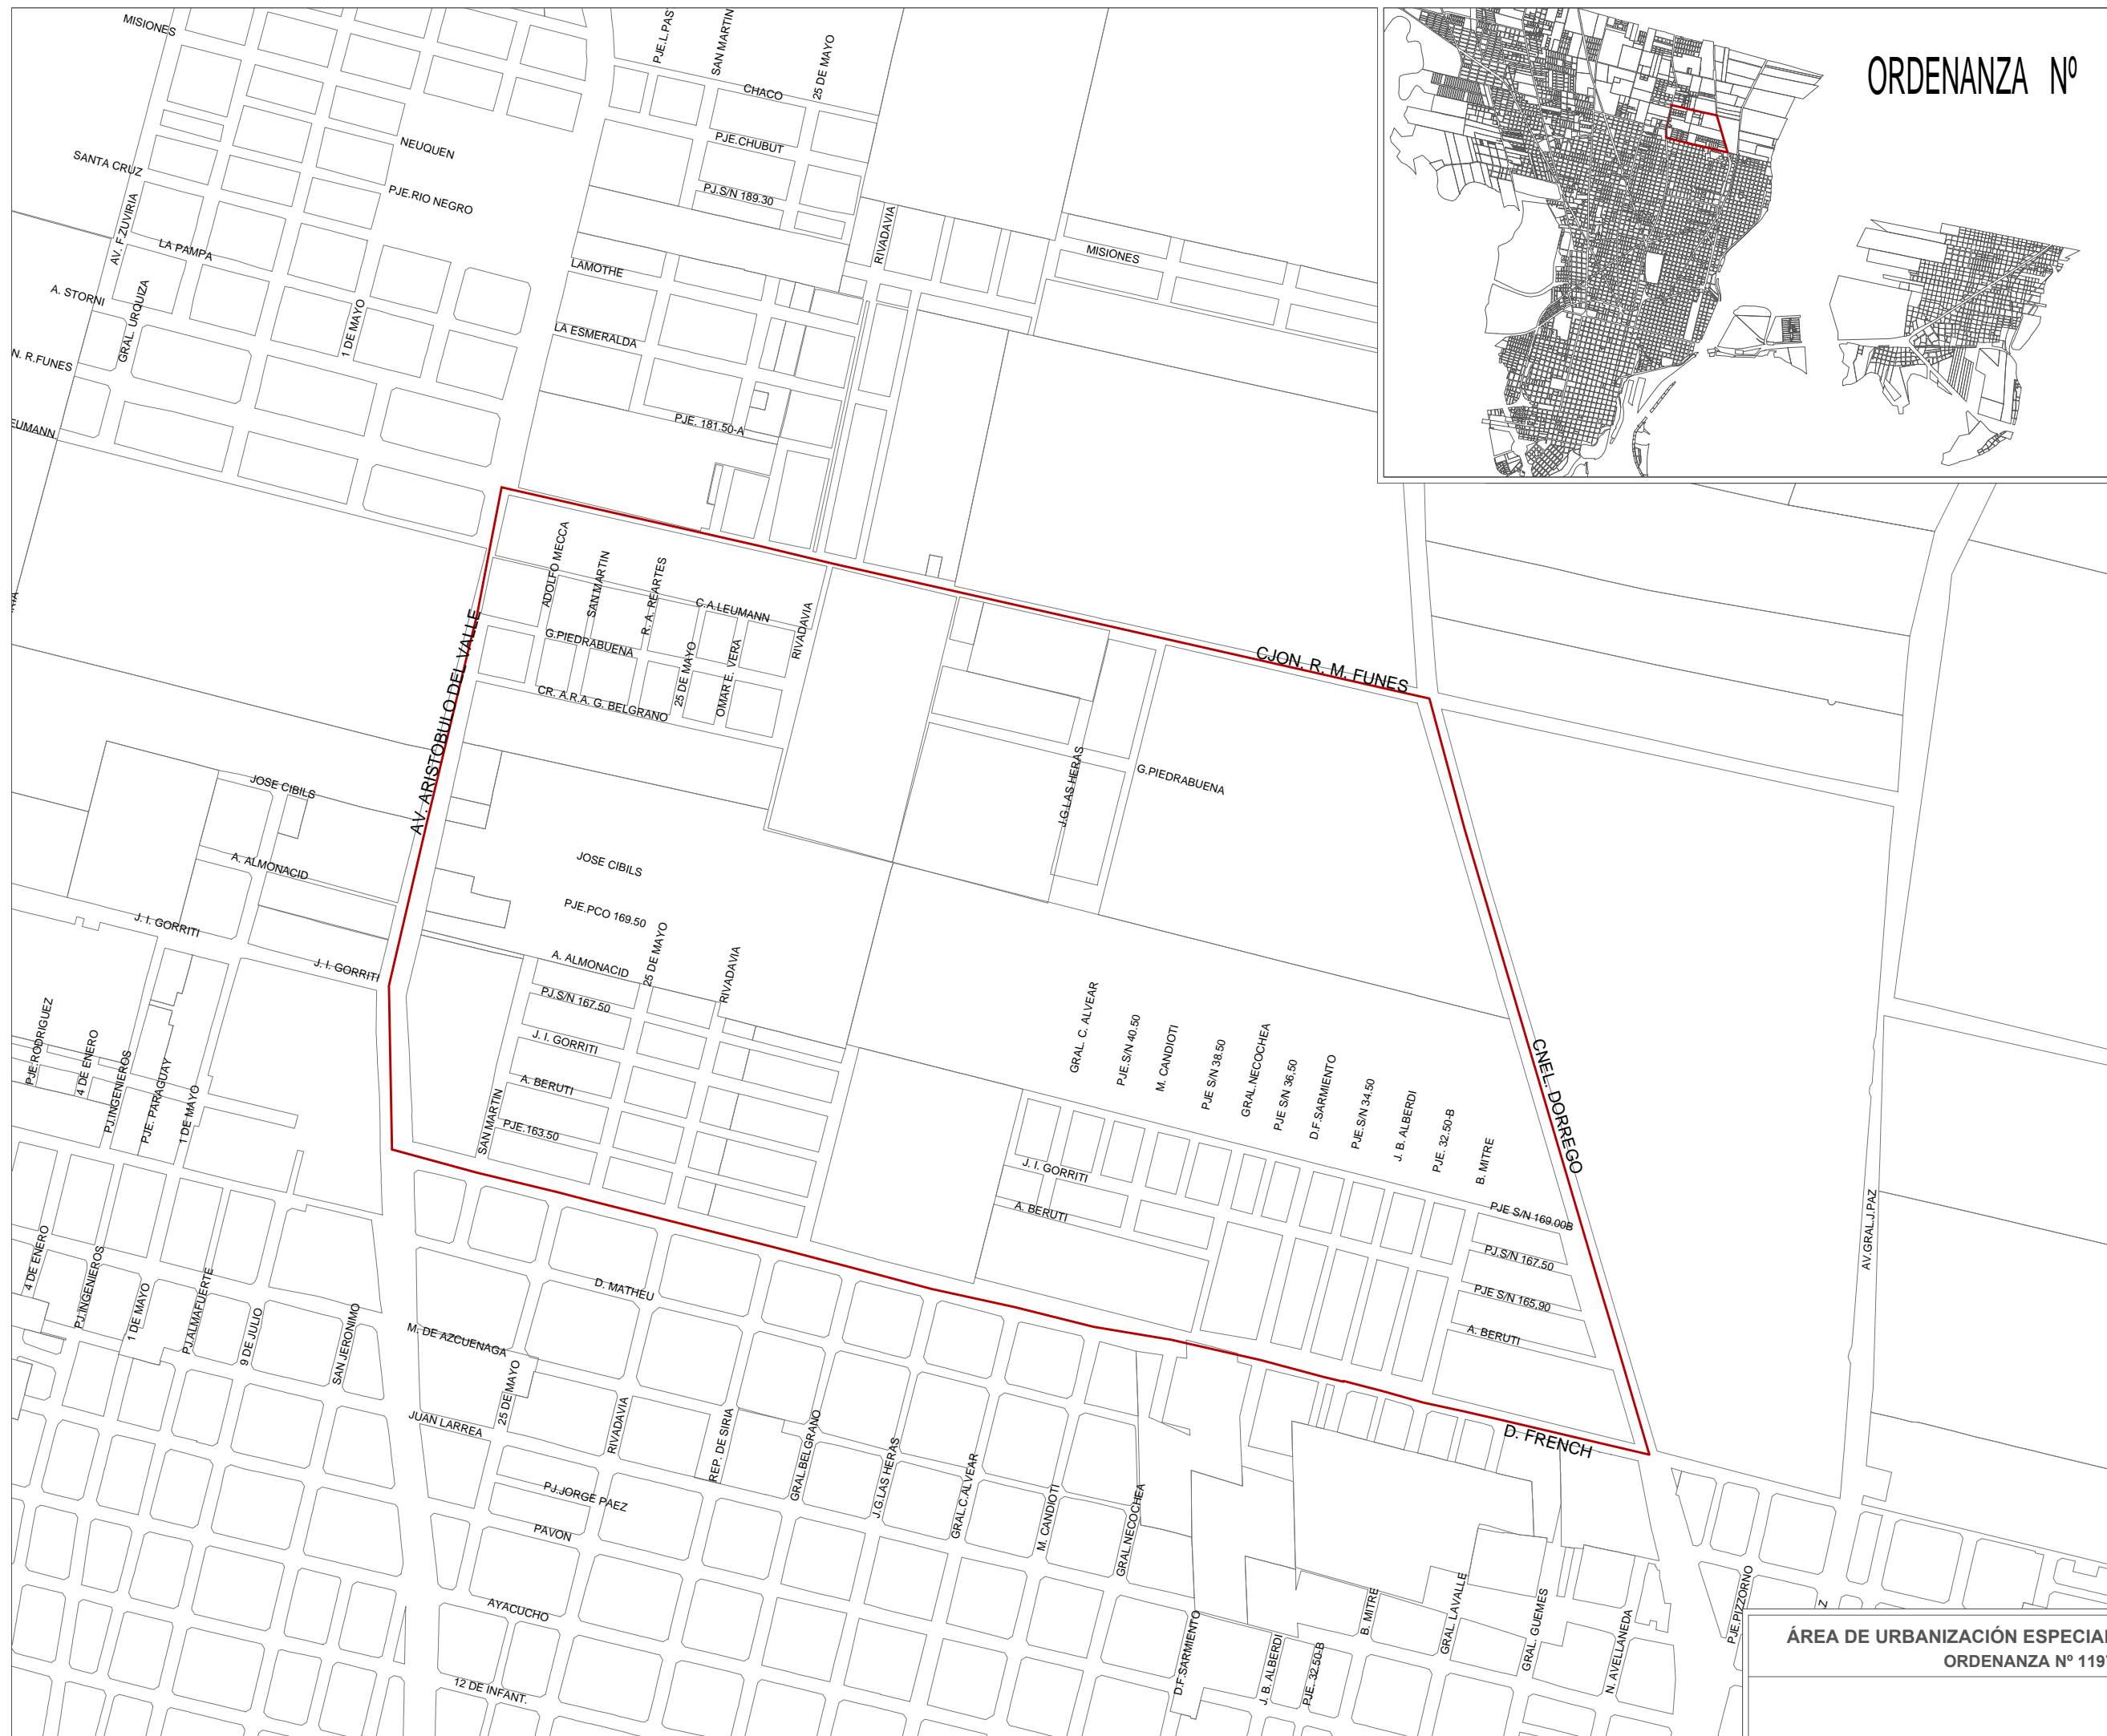 MISIONES
PJE.L.PAS
SAN MARTIN
25 DE MAYO
CHACO
ORDENANZA Nº
NEUQUEN
PJE.CHUBUT
SANTA CRUZ
PJE.RIO NEGRO
PJ.S/N 189.30
AV. F.ZUVIRIA
LA PAMPA
RIVADAVIA
MISIONES
LAMOTHE
A. STORNI
GRAL. URQUIZA
1 DE MAYO
LA ESMERALDA
N. R.FUNES
EUMANN
PJE. 181.50-A
ADOLFO MECCA
SAN MARTIN
R. A. REARTES
C.A.LEUMANN
RIVADAVIA
G.PIEDRABUENA
25 DE MAYO
OMAR E. VERA
CR. A.R.A. G. BELGRANO
AV. ARISTOBULO DEL VALLE
CJON. R. M. FUNES
JOSE CIBILS
J.G.LAS HERAS
G.PIEDRABUENA
A. ALMONACID
JOSE CIBILS
PJE.PCO 169.50
J. I. GORRITI
J. I. GORRITI
A. ALMONACID
25 DE MAYO
RIVADAVIA
PJ.S/N 167.50
J. I. GORRITI
A. BERUTI
PJE.163.50
SAN MARTIN
PJE.RODRIGUEZ
4 DE ENERO
PJ.INGENIEROS
PJE. PARAGUAY
1 DE MAYO
GRAL. C. ALVEAR
PJE.S/N 40.50
M. CANDIOTI
PJE S/N 38.50
GRAL.NECOCHEA
PJE S/N 36.50
D.F.SARMIENTO
PJE.S/N 34.50
J. B. ALBERDI
PJE. 32.50-B
B. MITRE
CNEL. DORREGO
J. I. GORRITI
A. BERUTI
PJE S/N 169.00B
PJ.S/N 167.50
PJE S/N 165.90
A. BERUTI
AV.GRAL.J.PAZ
4 DE ENERO
PJ.INGENIEROS
1 DE MAYO
PJ.ALMAFUERTE
9 DE JULIO
SAN JERONIMO
D. MATHEU
M. DE AZCUENAGA
25 DE MAYO
JUAN LARREA
RIVADAVIA
REP. DE SIRIA
GRAL.BELGRANO
J.G.LAS HERAS
GRAL.C.ALVEAR
M. CANDIOTI
GRAL.NECOCHEA
D. FRENCH
PJ.JORGE PAEZ
PAVON
AYACUCHO
12 DE INFANT.
D.F.SARMIENTO
J. B. ALBERDI
PJE. 32.50-B
B. MITRE
GRAL. LAVALLE
GRAL. GUEMES
N. AVELLANEDA
PJE.PIZZORNO
Z
ÁREA DE URBANIZACIÓN ESPECIAL
ORDENANZA Nº 119